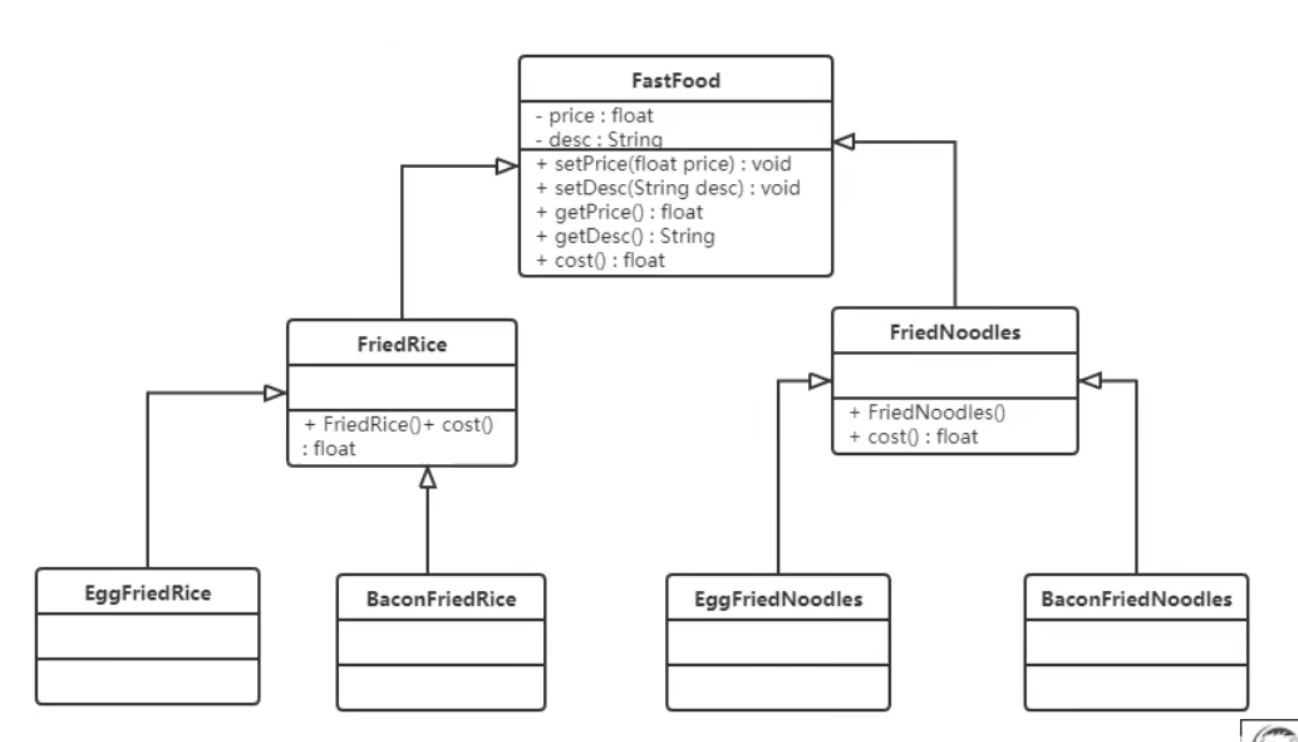 FastFood
- price : float
- desc : String
+ setPrice(float price) : void
+ setDesc(String desc) : void
+ getPrice() : float
+ getDesc() : String
+ cost() : float
FriedRice
+ FriedRice()+ cost()
: float
FriedNoodles
+ FriedNoodles()
+ cost() : float
EggFriedRice
BaconFriedRice
EggFriedNoodles
BaconFriedNoodles